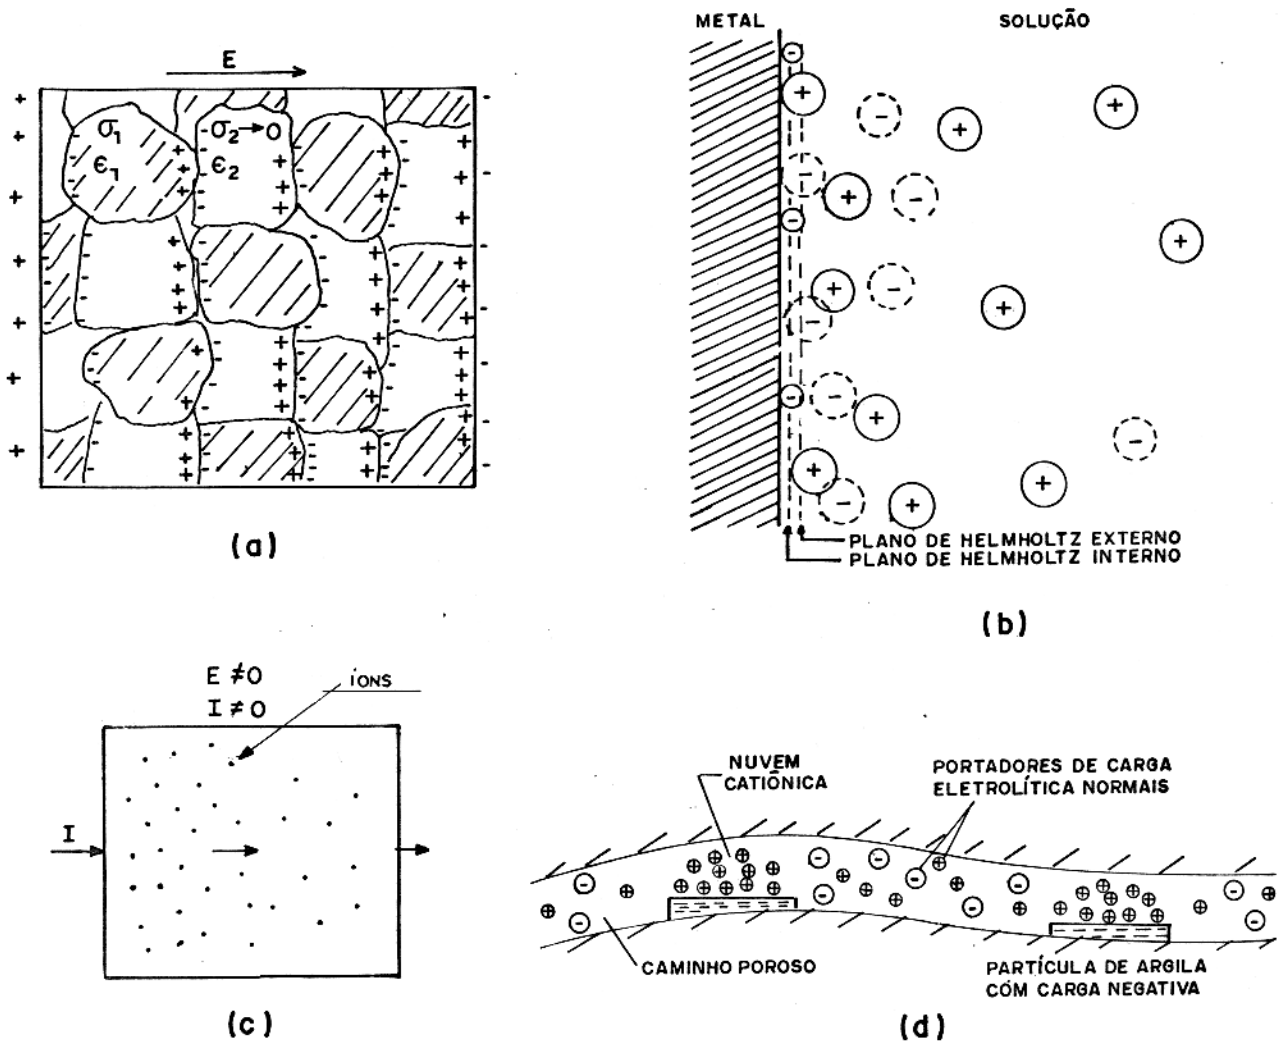 E
σ₁
ϵ₁
σ₂→0
ϵ₂
(a)
METAL
SOLUÇÃO
PLANO DE HELMHOLTZ EXTERNO
PLANO DE HELMHOLTZ INTERNO
(b)
E ≠0
I ≠ 0
íONS
I
(c)
NUVEM
CATIÔNICA
PORTADORES DE CARGA
ELETROLÍTICA NORMAIS
CAMINHO POROSO
PARTÍCULA DE ARGILA
CÓM CARGA NEGATIVA
(d)